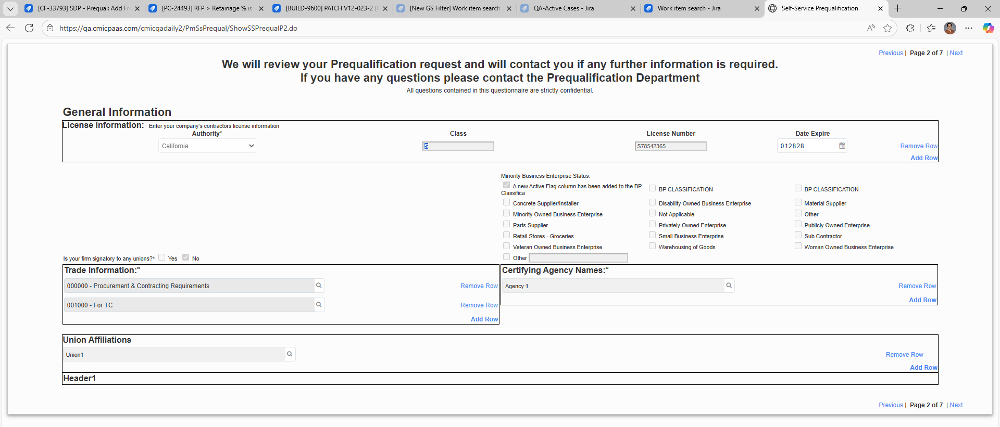 [CF-33793] SDP - Prequal: Add Fr
[PC-24493] RFP > Retainage % is
[BUILD-9600] PATCH V12-023-2 (
[New GS Filter] Work item search
QA-Active Cases - Jira
Work item search - Jira
Self-Service Prequalification
https://qa.cmicpaas.com/cmicqadaily2/PmSsPrequal/ShowSSPrequalP2.do
Previous | Page 2 of 7 | Next
We will review your Prequalification request and will contact you if any further information is required.
If you have any questions please contact the Prequalification Department
All questions contained in this questionnaire are strictly confidential.
General Information
License Information: Enter your company's contractors license information
Authority* Class License Number Date Expire
California S S78542365 012828 Remove Row
Add Row
Minority Business Enterprise Status:
A new Active Flag column has been added to the BP
Classifica
BP CLASSIFICATION BP CLASSIFICATION
Concrete Supplier/Installer Disability Owned Business Enterprise Material Supplier
Minority Owned Business Enterprise Not Applicable Other
Parts Supplier Privately Owned Enterprise Publicly Owned Enterprise
Retail Stores - Groceries Small Business Enterprise Sub Contractor
Veteran Owned Business Enterprise Warehousing of Goods Woman Owned Business Enterprise
Is your firm signatory to any unions?* Yes No
Other
Trade Information:*
000000 - Procurement & Contracting Requirements Remove Row
001000 - For TC Remove Row
Add Row
Certifying Agency Names:*
Agency 1 Remove Row
Add Row
Union Affiliations
Union1 Remove Row
Add Row
Header1
Previous | Page 2 of 7 | Next